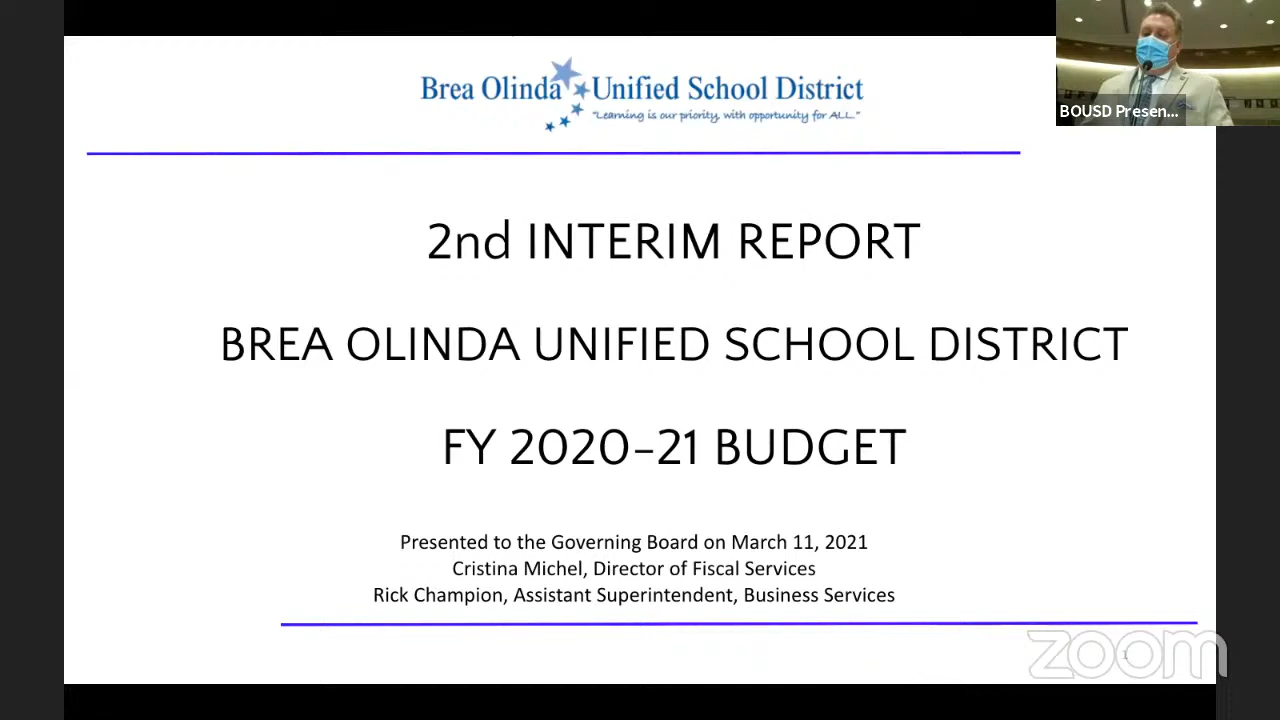 Brea Olinda Unified School District
"Learning is our priority, with opportunity for ALL."
BOUSD Presen...
2nd INTERIM REPORT
BREA OLINDA UNIFIED SCHOOL DISTRICT
FY 2020-21 BUDGET
Presented to the Governing Board on March 11, 2021
Cristina Michel, Director of Fiscal Services
Rick Champion, Assistant Superintendent, Business Services
zoom
1